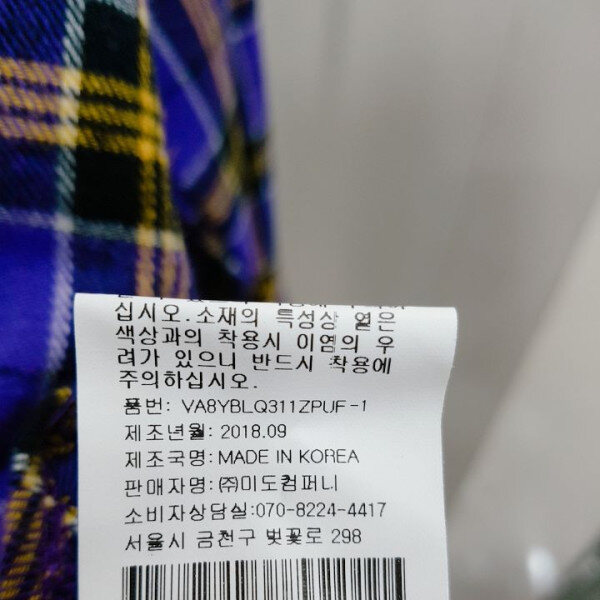 십시오.소재의 특성상 옅은
색상과의 착용시 이염의 우
려가 있으니 반드시 착용에
주의하십시오.
품번: VA8YBLQ311ZPUF-1
제조년월: 2018.09
제조국명: MADE IN KOREA
판매자명: ㈜미도컴퍼니
소비자상담실:070-8224-4417
서울시 금천구 벚꽃로 298